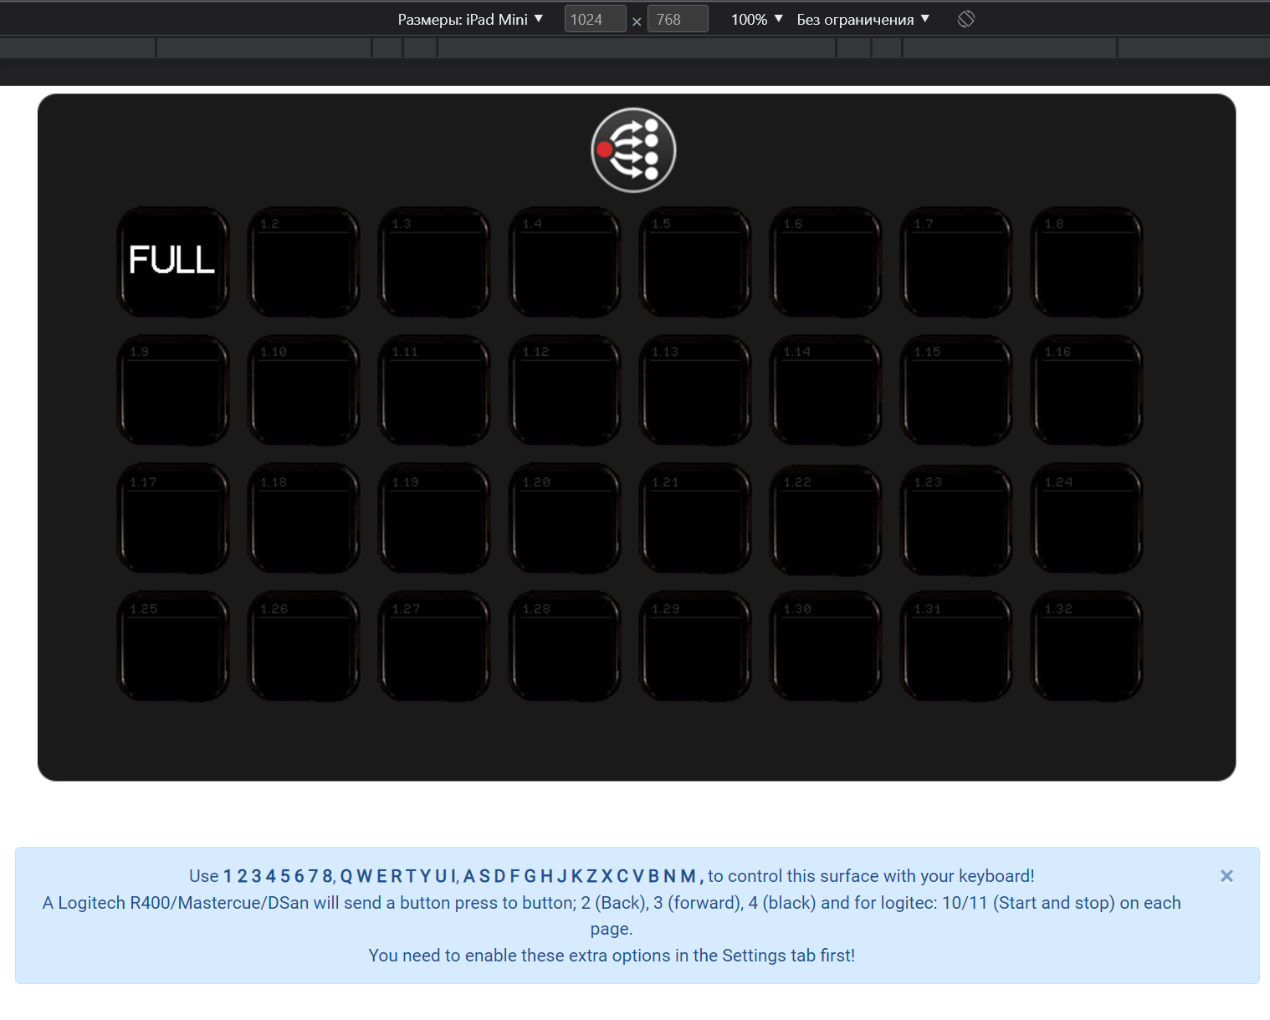 Размеры: iPad Mini ▼ 1024 × 768 100% ▼ Без ограничения ▼
FULL 1.2 1.3 1.4 1.5 1.6 1.7 1.8
1.9 1.10 1.11 1.12 1.13 1.14 1.15 1.16
1.17 1.18 1.19 1.20 1.21 1.22 1.23 1.24
1.25 1.26 1.27 1.28 1.29 1.30 1.31 1.32
Use 1 2 3 4 5 6 7 8, Q W E R T Y U I, A S D F G H J K Z X C V B N M , to control this surface with your keyboard! ×
A Logitech R400/Mastercue/DSan will send a button press to button; 2 (Back), 3 (forward), 4 (black) and for logitec: 10/11 (Start and stop) on each
page.
You need to enable these extra options in the Settings tab first!